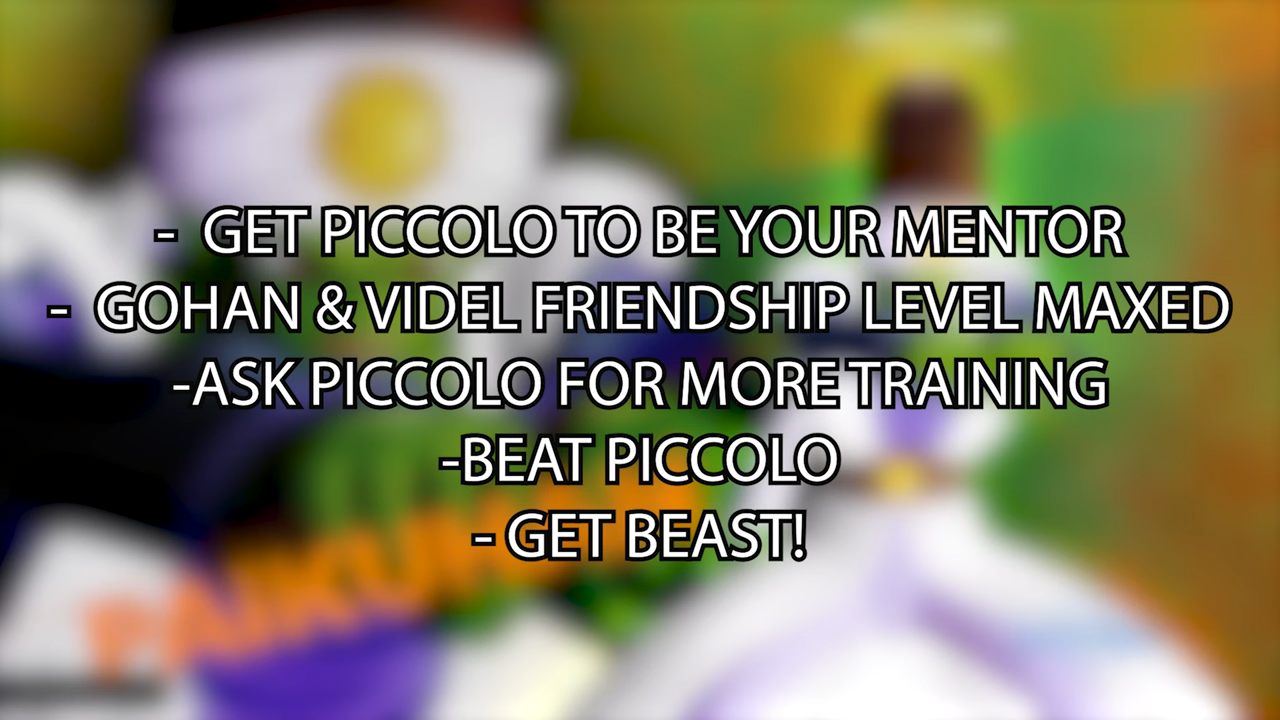 - GET PICCOLO TO BE YOUR MENTOR
- GOHAN & VIDEL FRIENDSHIP LEVEL MAXED
-ASK PICCOLO FOR MORE TRAINING
-BEAT PICCOLO
- GET BEAST!